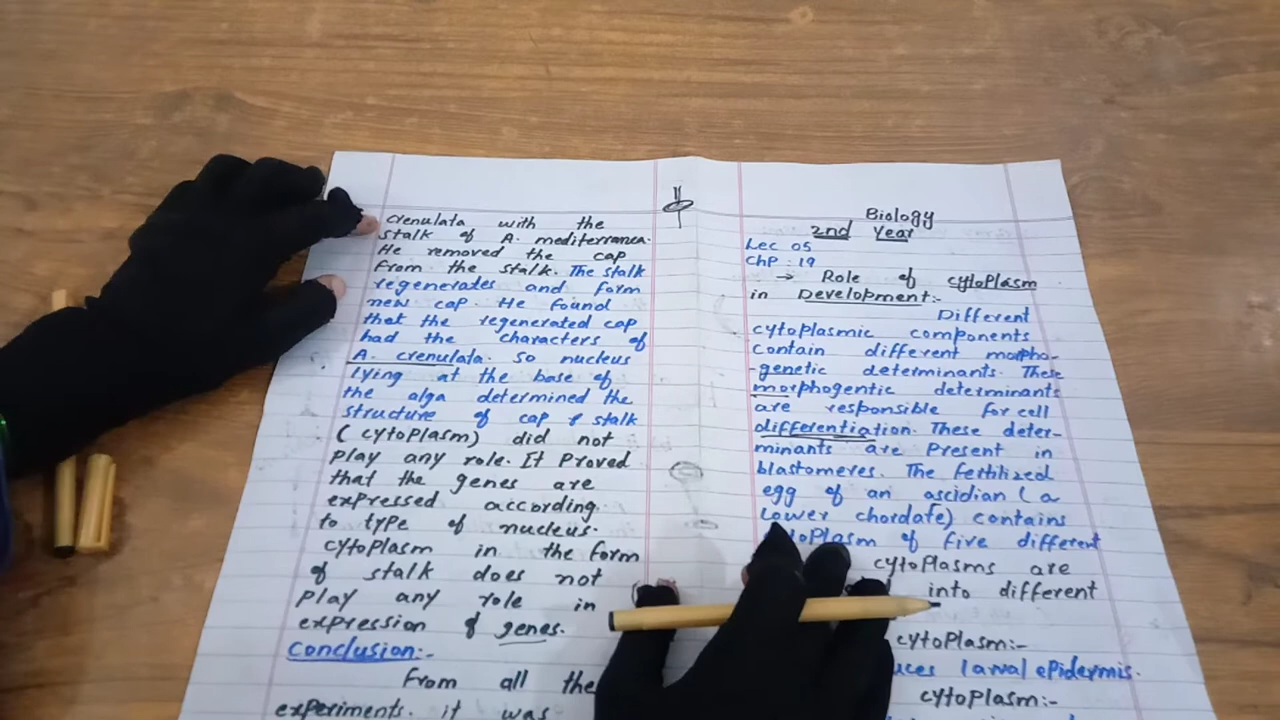 crenulata with the
stalk of A. mediterranea.
He removed the cap
from the stalk. The stalk
regenerates and form
new cap. He found
that the regenerated cap
had the characters of
A. crenulata. So nucleus
lying at the base of
the alga determined the
structure of cap & stalk
(cytoplasm) did not
play any role. It Proved
that the genes are
expressed according
to type of nucleus.
cytoplasm in the form
of stalk does not
play any role in
expression of genes.
Conclusion:-
From all the
experiments. it was
Biology
2nd Year
Lec 05
ChP : 19
→ Role of cytoplasm
in Development:-
Different
cytoplasmic components
contain different morpho-
-genetic determinants. These
morphogentic determinants
are responsible for cell
differentiation. These deter-
minants are Present in
blastomeres. The fertilized
egg of an ascidian (a
lower chordate) contains
cytoplasm of five different
cytoplasms are
into different
cytoplasm:-
larval epidermis.
cytoplasm:-